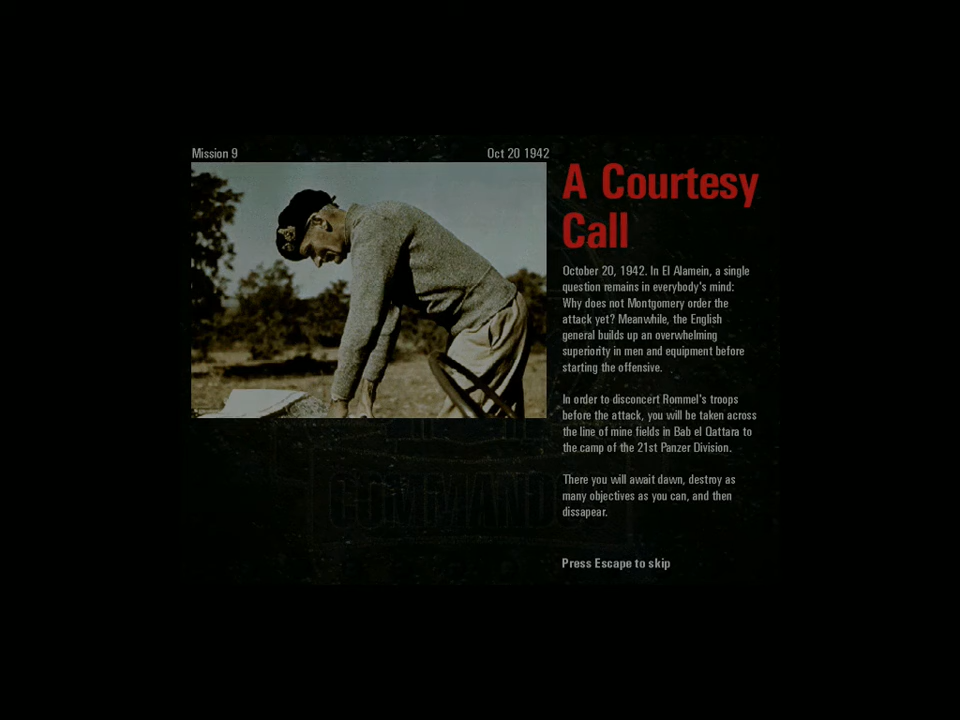 Mission 9
Oct 20 1942
A Courtesy
Call
October 20, 1942. In El Alamein, a single
question remains in everybody's mind:
Why does not Montgomery order the
attack yet? Meanwhile, the English
general builds up an overwhelming
superiority in men and equipment before
starting the offensive.
In order to disconcert Rommel's troops
before the attack, you will be taken across
the line of mine fields in Bab el Qattara to
the camp of the 21st Panzer Division.
There you will await dawn, destroy as
many objectives as you can, and then
dissapear.
COMMANDOS
Press Escape to skip